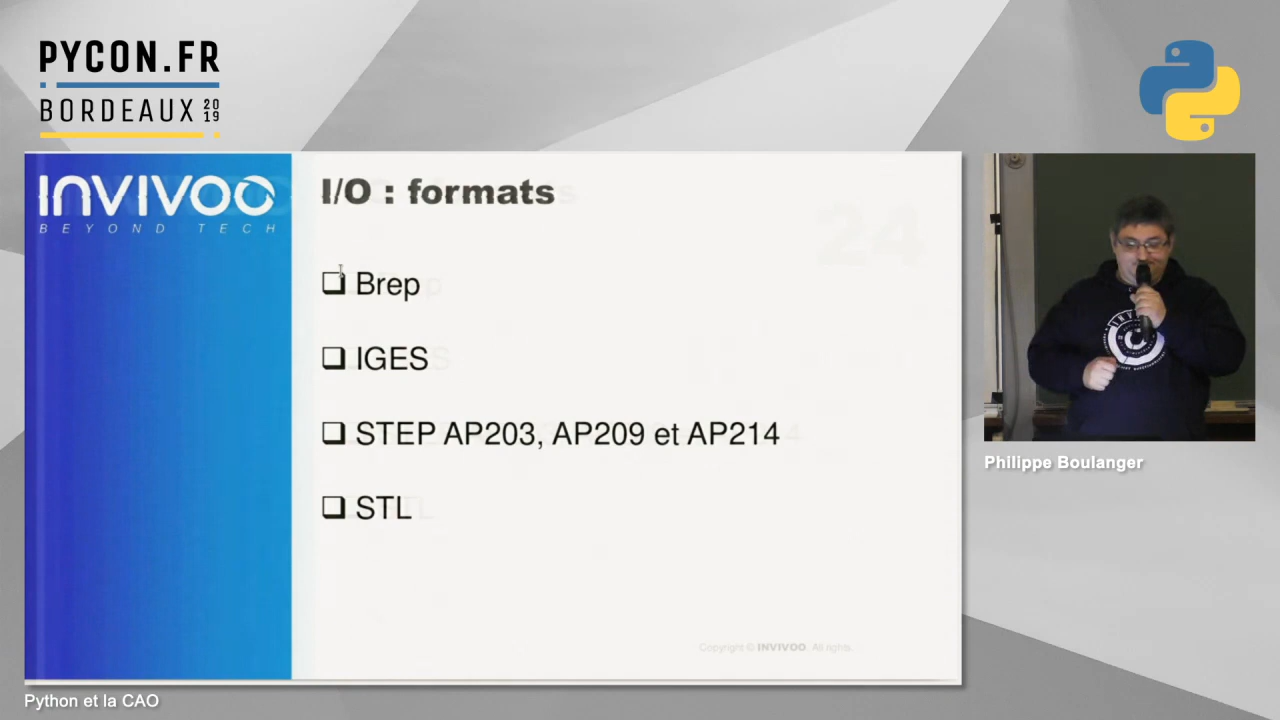 PYCON.FR
BORDEAUX 2019
INVIVOO
BEYOND TECH
I/O : formats
24
❑ Brep
❑ IGES
❑ STEP AP203, AP209 et AP214
❑ STL
Copyright © INVIVOO. All rights
Philippe Boulanger
Python et la CAO